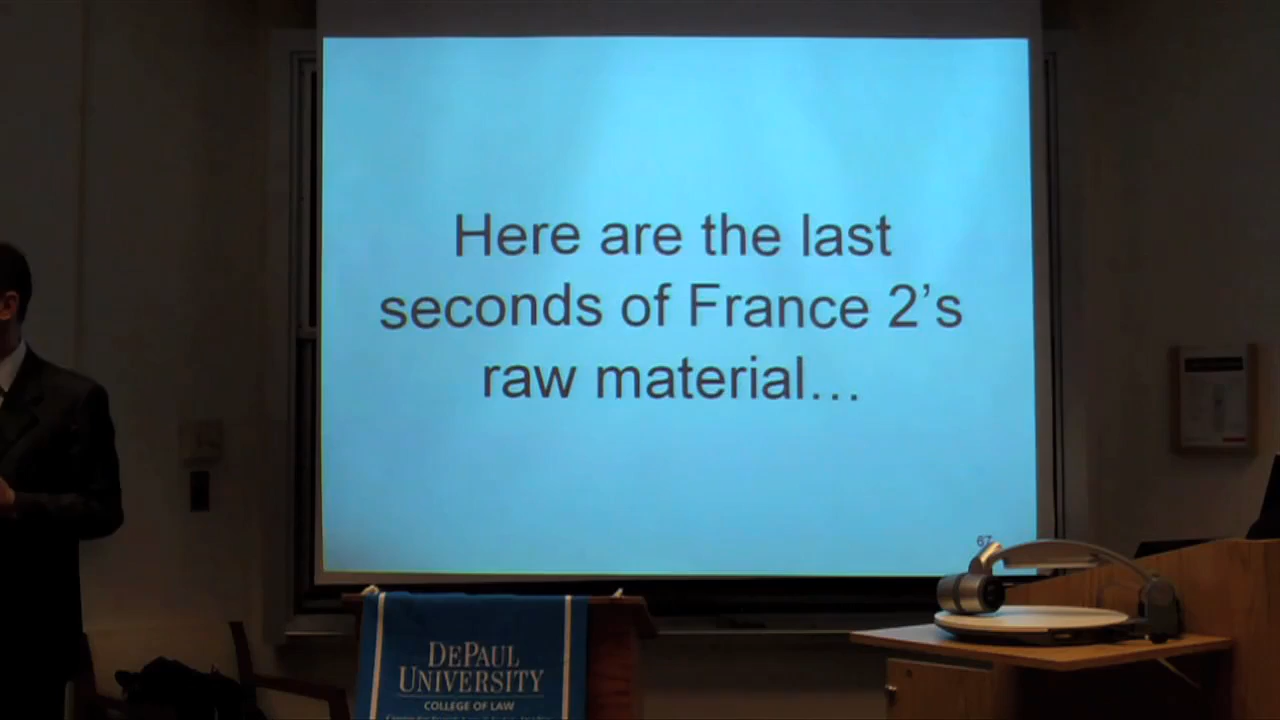 Here are the last
seconds of France 2’s
raw material…
67
DEPAUL
UNIVERSITY
COLLEGE OF LAW